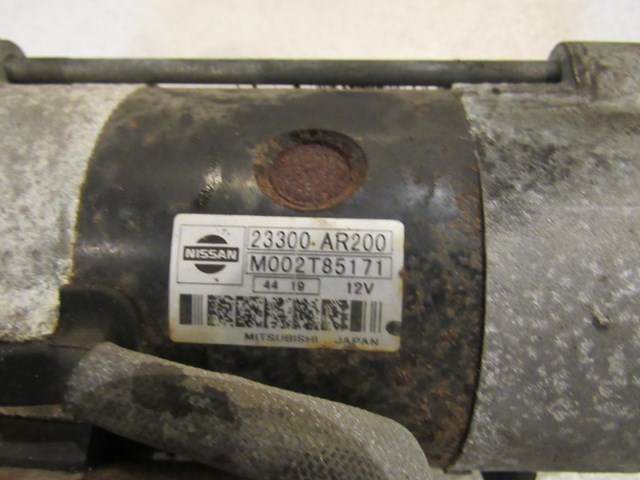 NISSAN
23300-AR200
M002T85171
44 19 12V
MITSUBISHI JAPAN